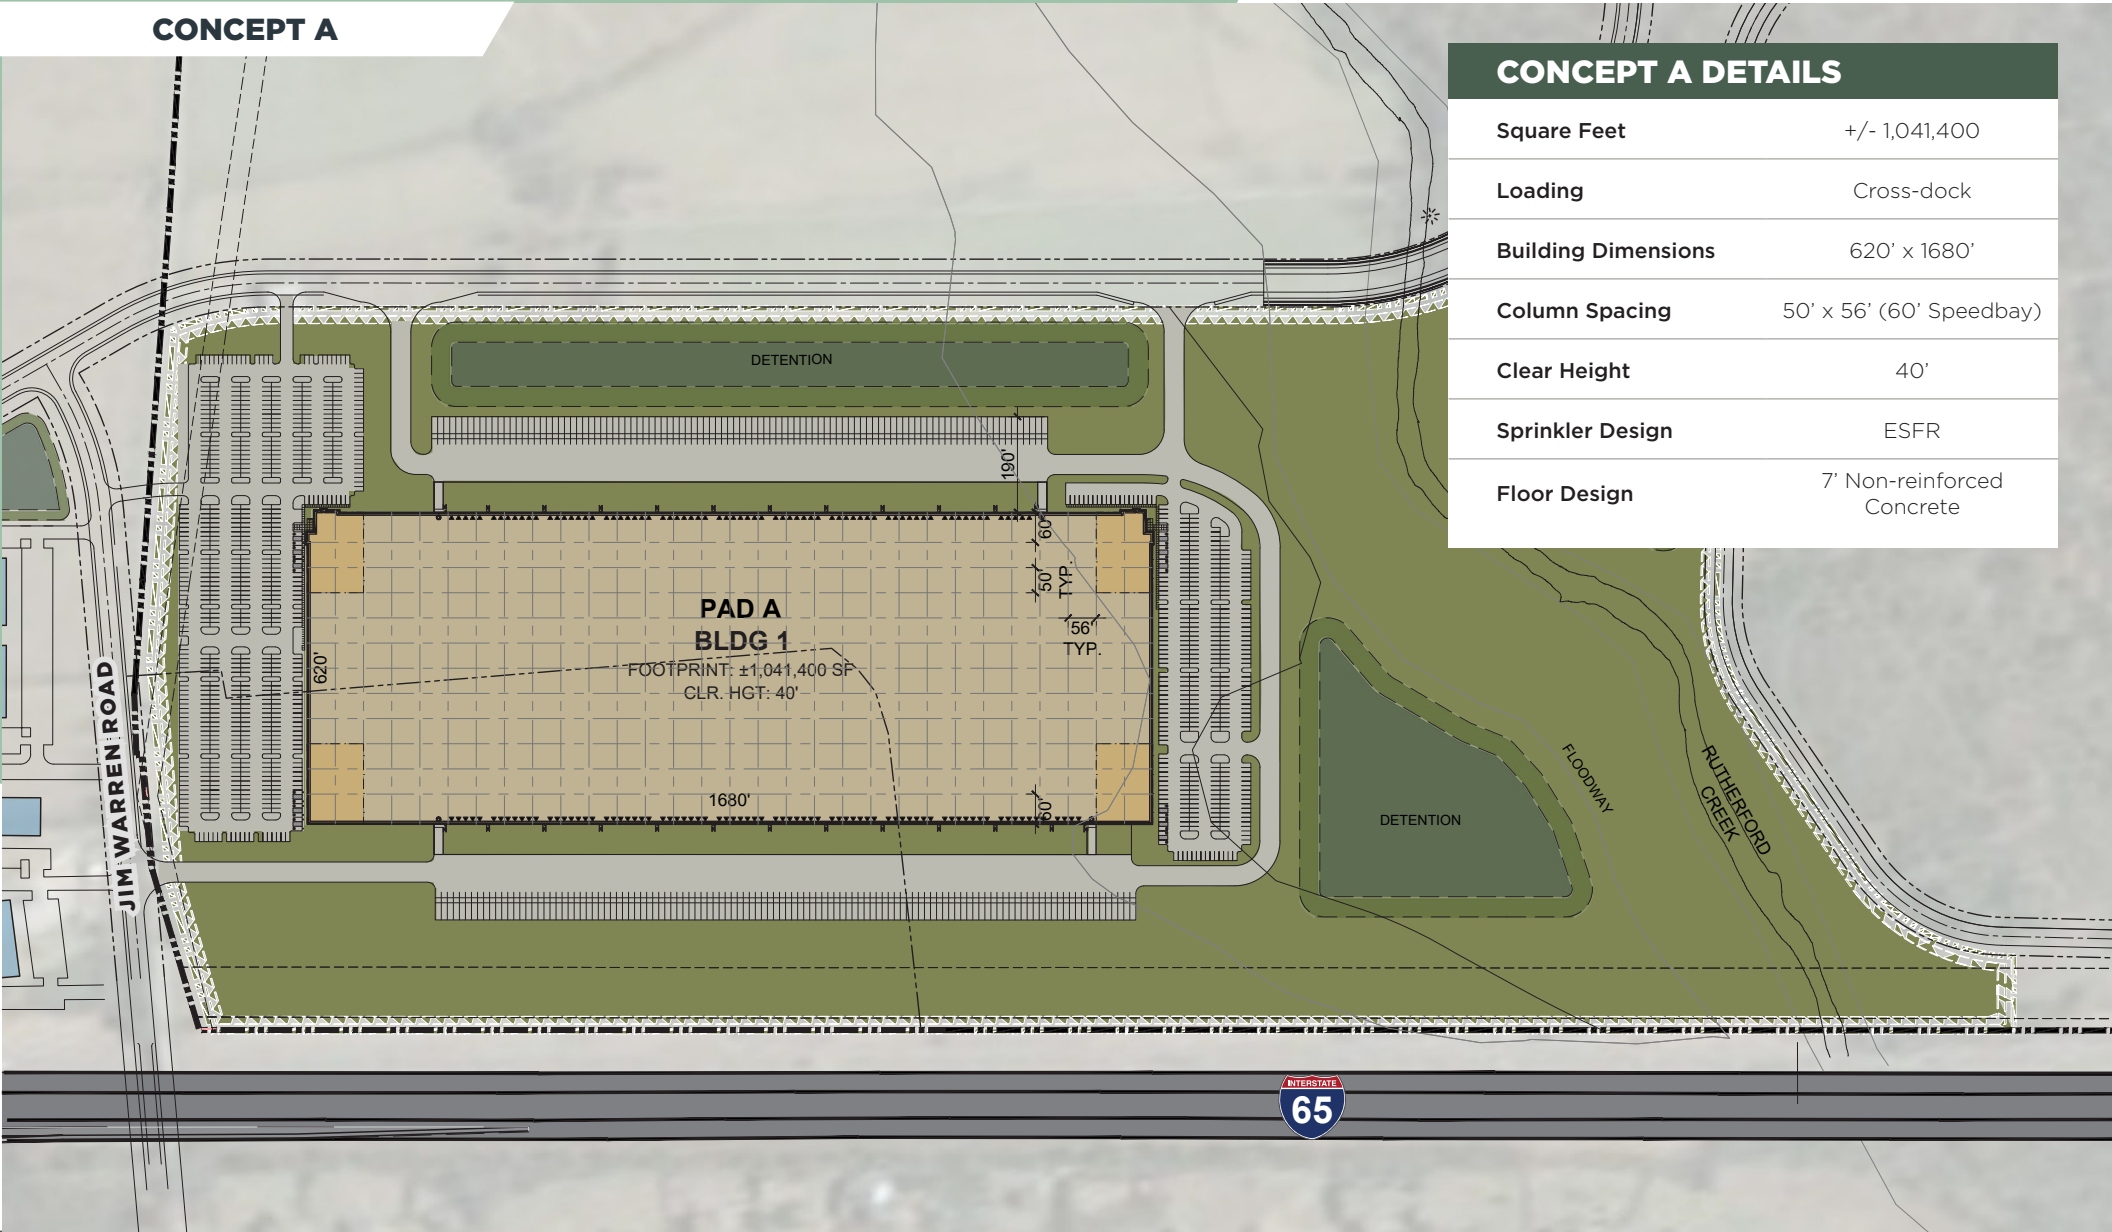 CONCEPT A
CONCEPT A DETAILS
Square Feet +/- 1,041,400
Loading Cross-dock
Building Dimensions 620’ x 1680’
Column Spacing 50’ x 56’ (60’ Speedbay)
Clear Height 40’
Sprinkler Design ESFR
Floor Design 7’ Non-reinforced
Concrete
DETENTION
190'
60'
50'
TYP.
56'
TYP.
PAD A
BLDG 1
FOOTPRINT: ±1,041,400 SF
CLR. HGT: 40'
620'
1680'
60'
JIM WARREN ROAD
DETENTION
FLOODWAY
RUTHERFORD
CREEK
INTERSTATE
65